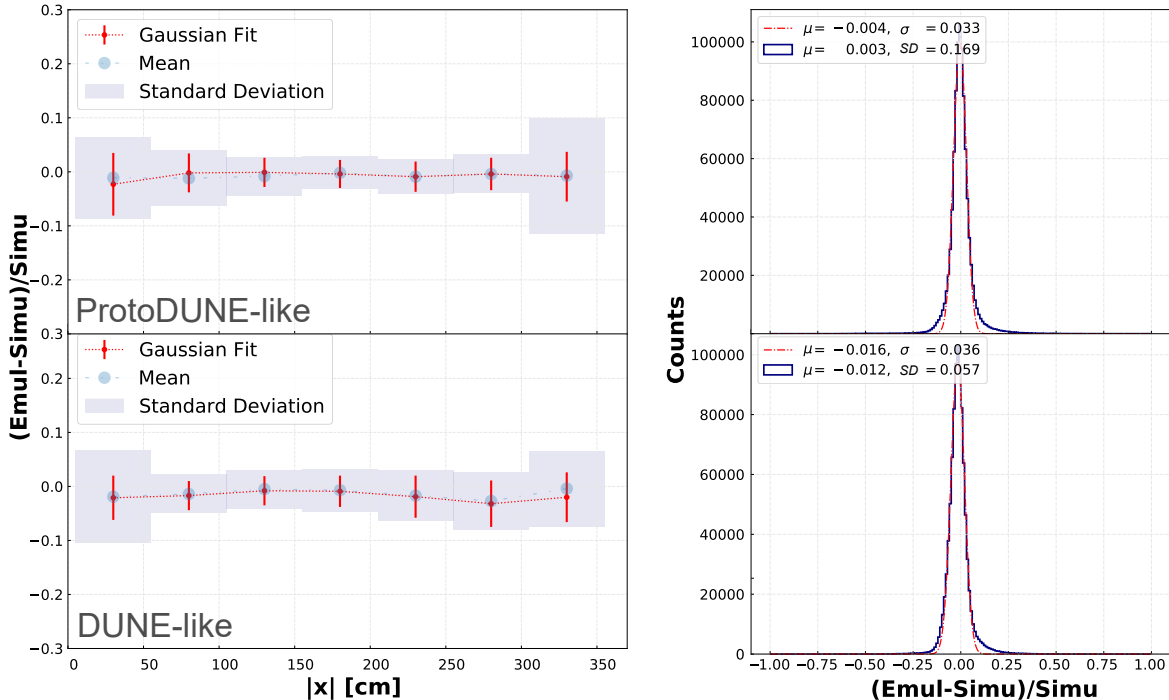 (Emul-Simu)/Simu
0.3
0.2
0.1
0.0
−0.1
−0.2
Gaussian Fit
Mean
Standard Deviation
ProtoDUNE-like
0.3
0.2
0.1
0.0
−0.1
−0.2
−0.3
Gaussian Fit
Mean
Standard Deviation
DUNE-like
0 50 100 150 200 250 300 350
|x| [cm]
Counts
100000
80000
60000
40000
20000
μ= −0.004, σ = 0.033
μ= 0.003, SD = 0.169
100000
80000
60000
40000
20000
0
μ= −0.016, σ = 0.036
μ= −0.012, SD = 0.057
−1.00 −0.75 −0.50 −0.25 0.00 0.25 0.50 0.75 1.00
(Emul-Simu)/Simu